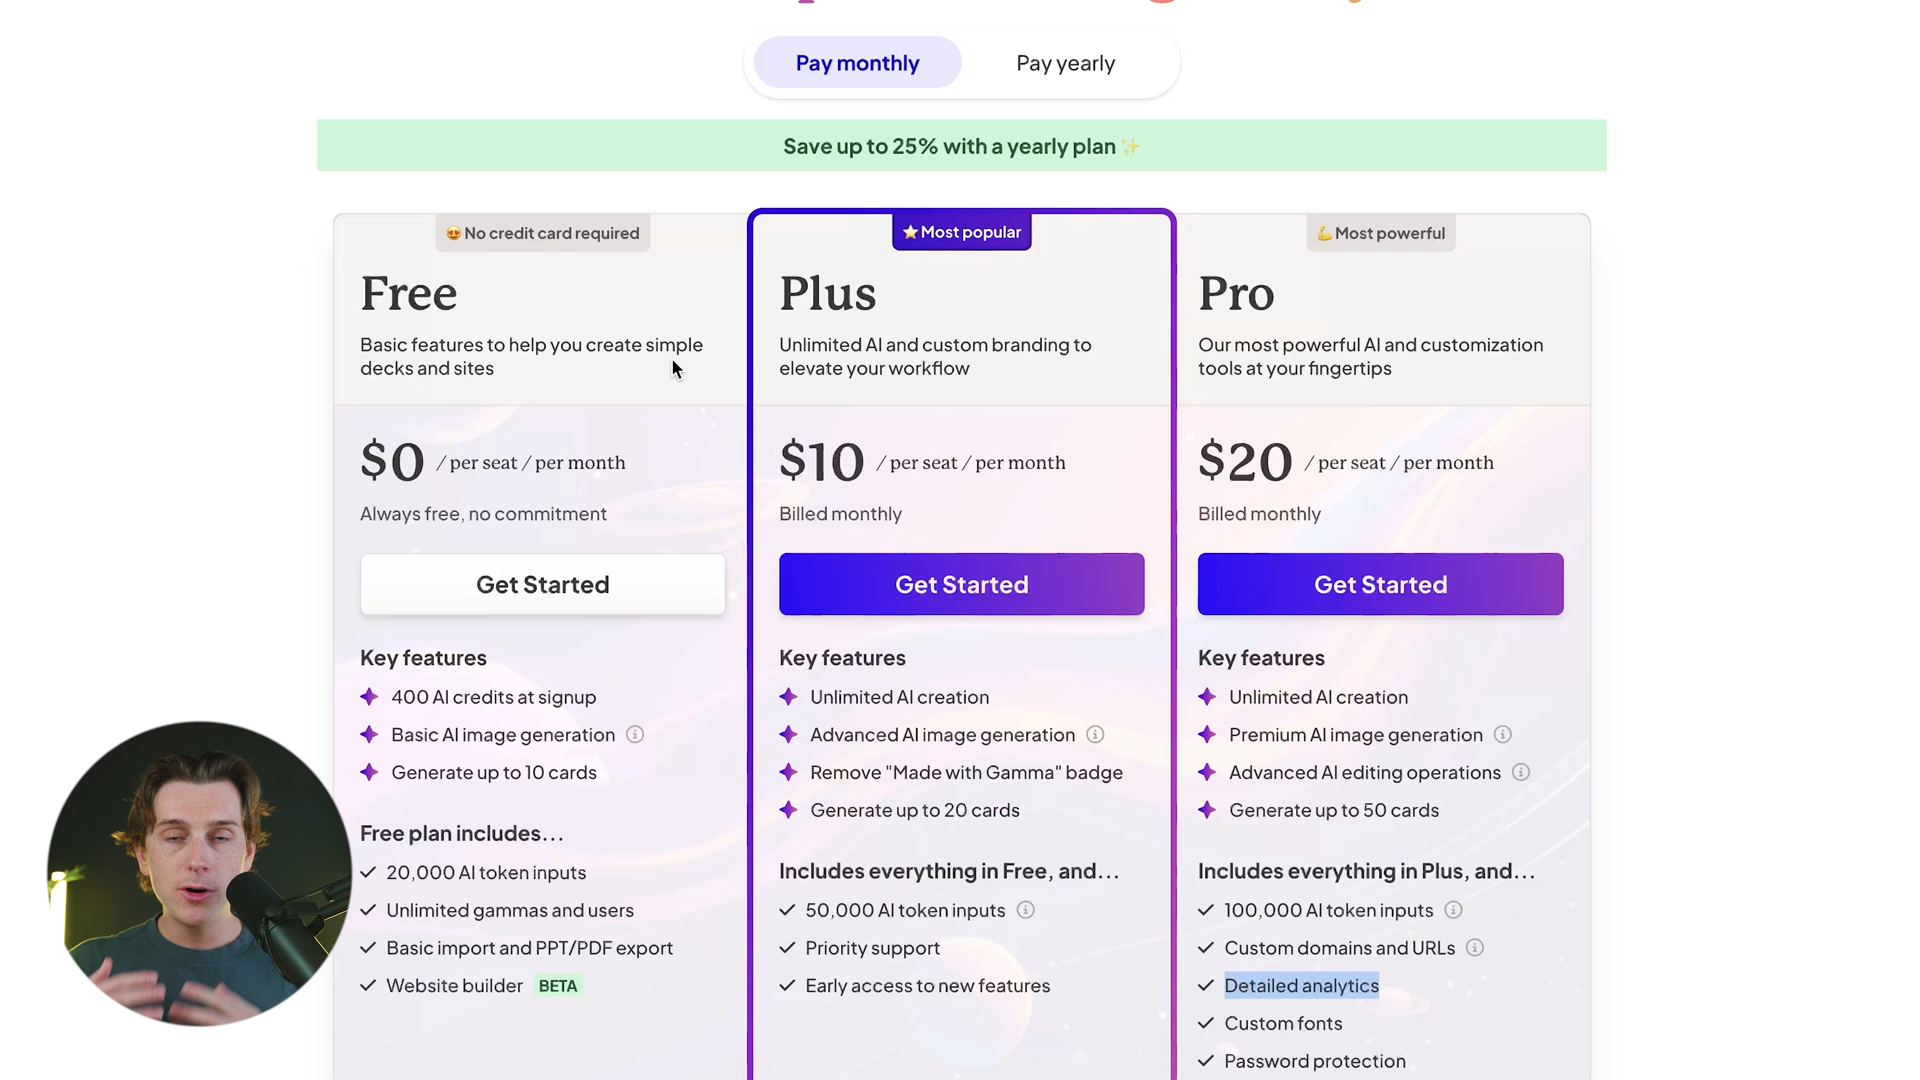 Pay monthly
Pay yearly
Save up to 25% with a yearly plan ✨
😍 No credit card required
Free
Basic features to help you create simple
decks and sites
$0 / per seat / per month
Always free, no commitment
Get Started
Key features
400 AI credits at signup
Basic AI image generation
Generate up to 10 cards
Free plan includes...
20,000 AI token inputs
Unlimited gammas and users
Basic import and PPT/PDF export
Website builder BETA
⭐ Most popular
Plus
Unlimited AI and custom branding to
elevate your workflow
$10 / per seat / per month
Billed monthly
Get Started
Key features
Unlimited AI creation
Advanced AI image generation
Remove "Made with Gamma" badge
Generate up to 20 cards
Includes everything in Free, and...
50,000 AI token inputs
Priority support
Early access to new features
💪 Most powerful
Pro
Our most powerful AI and customization
tools at your fingertips
$20 / per seat / per month
Billed monthly
Get Started
Key features
Unlimited AI creation
Premium AI image generation
Advanced AI editing operations
Generate up to 50 cards
Includes everything in Plus, and...
100,000 AI token inputs
Custom domains and URLs
Detailed analytics
Custom fonts
Password protection